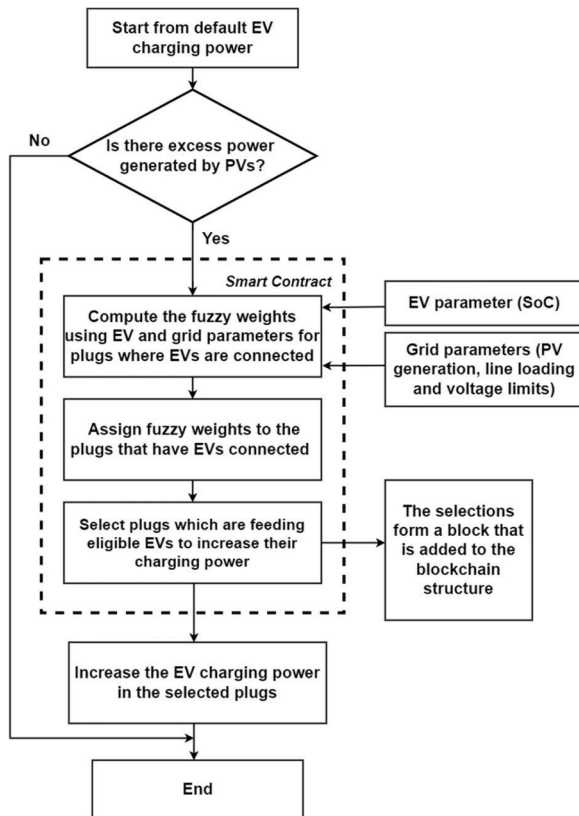 Start from default EV
charging power
No
Is there excess power
generated by PVs?
Yes
Smart Contract
Compute the fuzzy weights
using EV and grid parameters for
plugs where EVs are connected
EV parameter (SoC)
Grid parameters (PV
generation, line loading
and voltage limits)
Assign fuzzy weights to the
plugs that have EVs connected
Select plugs which are feeding
eligible EVs to increase their
charging power
The selections
form a block that
is added to the
blockchain
structure
Increase the EV charging power
in the selected plugs
End